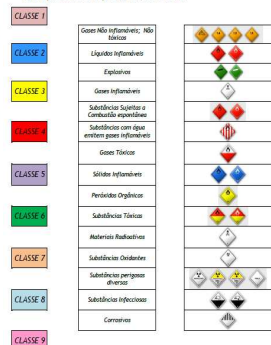 CLASSE 1
Gases Não Inflamáveis; Não
tóxicos
CLASSE 2
Líquidos Inflamáveis
Explosivos
CLASSE 3
Gases Inflamáveis
Substâncias Sujeitas a
Combustão espontânea
CLASSE 4
Substâncias com água
emitem gases inflamáveis
Gases Tóxicos
CLASSE 5
Sólidos Inflamáveis
Peróxidos Orgânicos
CLASSE 6
Substâncias Tóxicas
Materiais Radioativos
CLASSE 7
Substâncias Oxidantes
Substâncias perigosas
diversas
CLASSE 8
Substâncias Infecciosas
Corrosivos
CLASSE 9